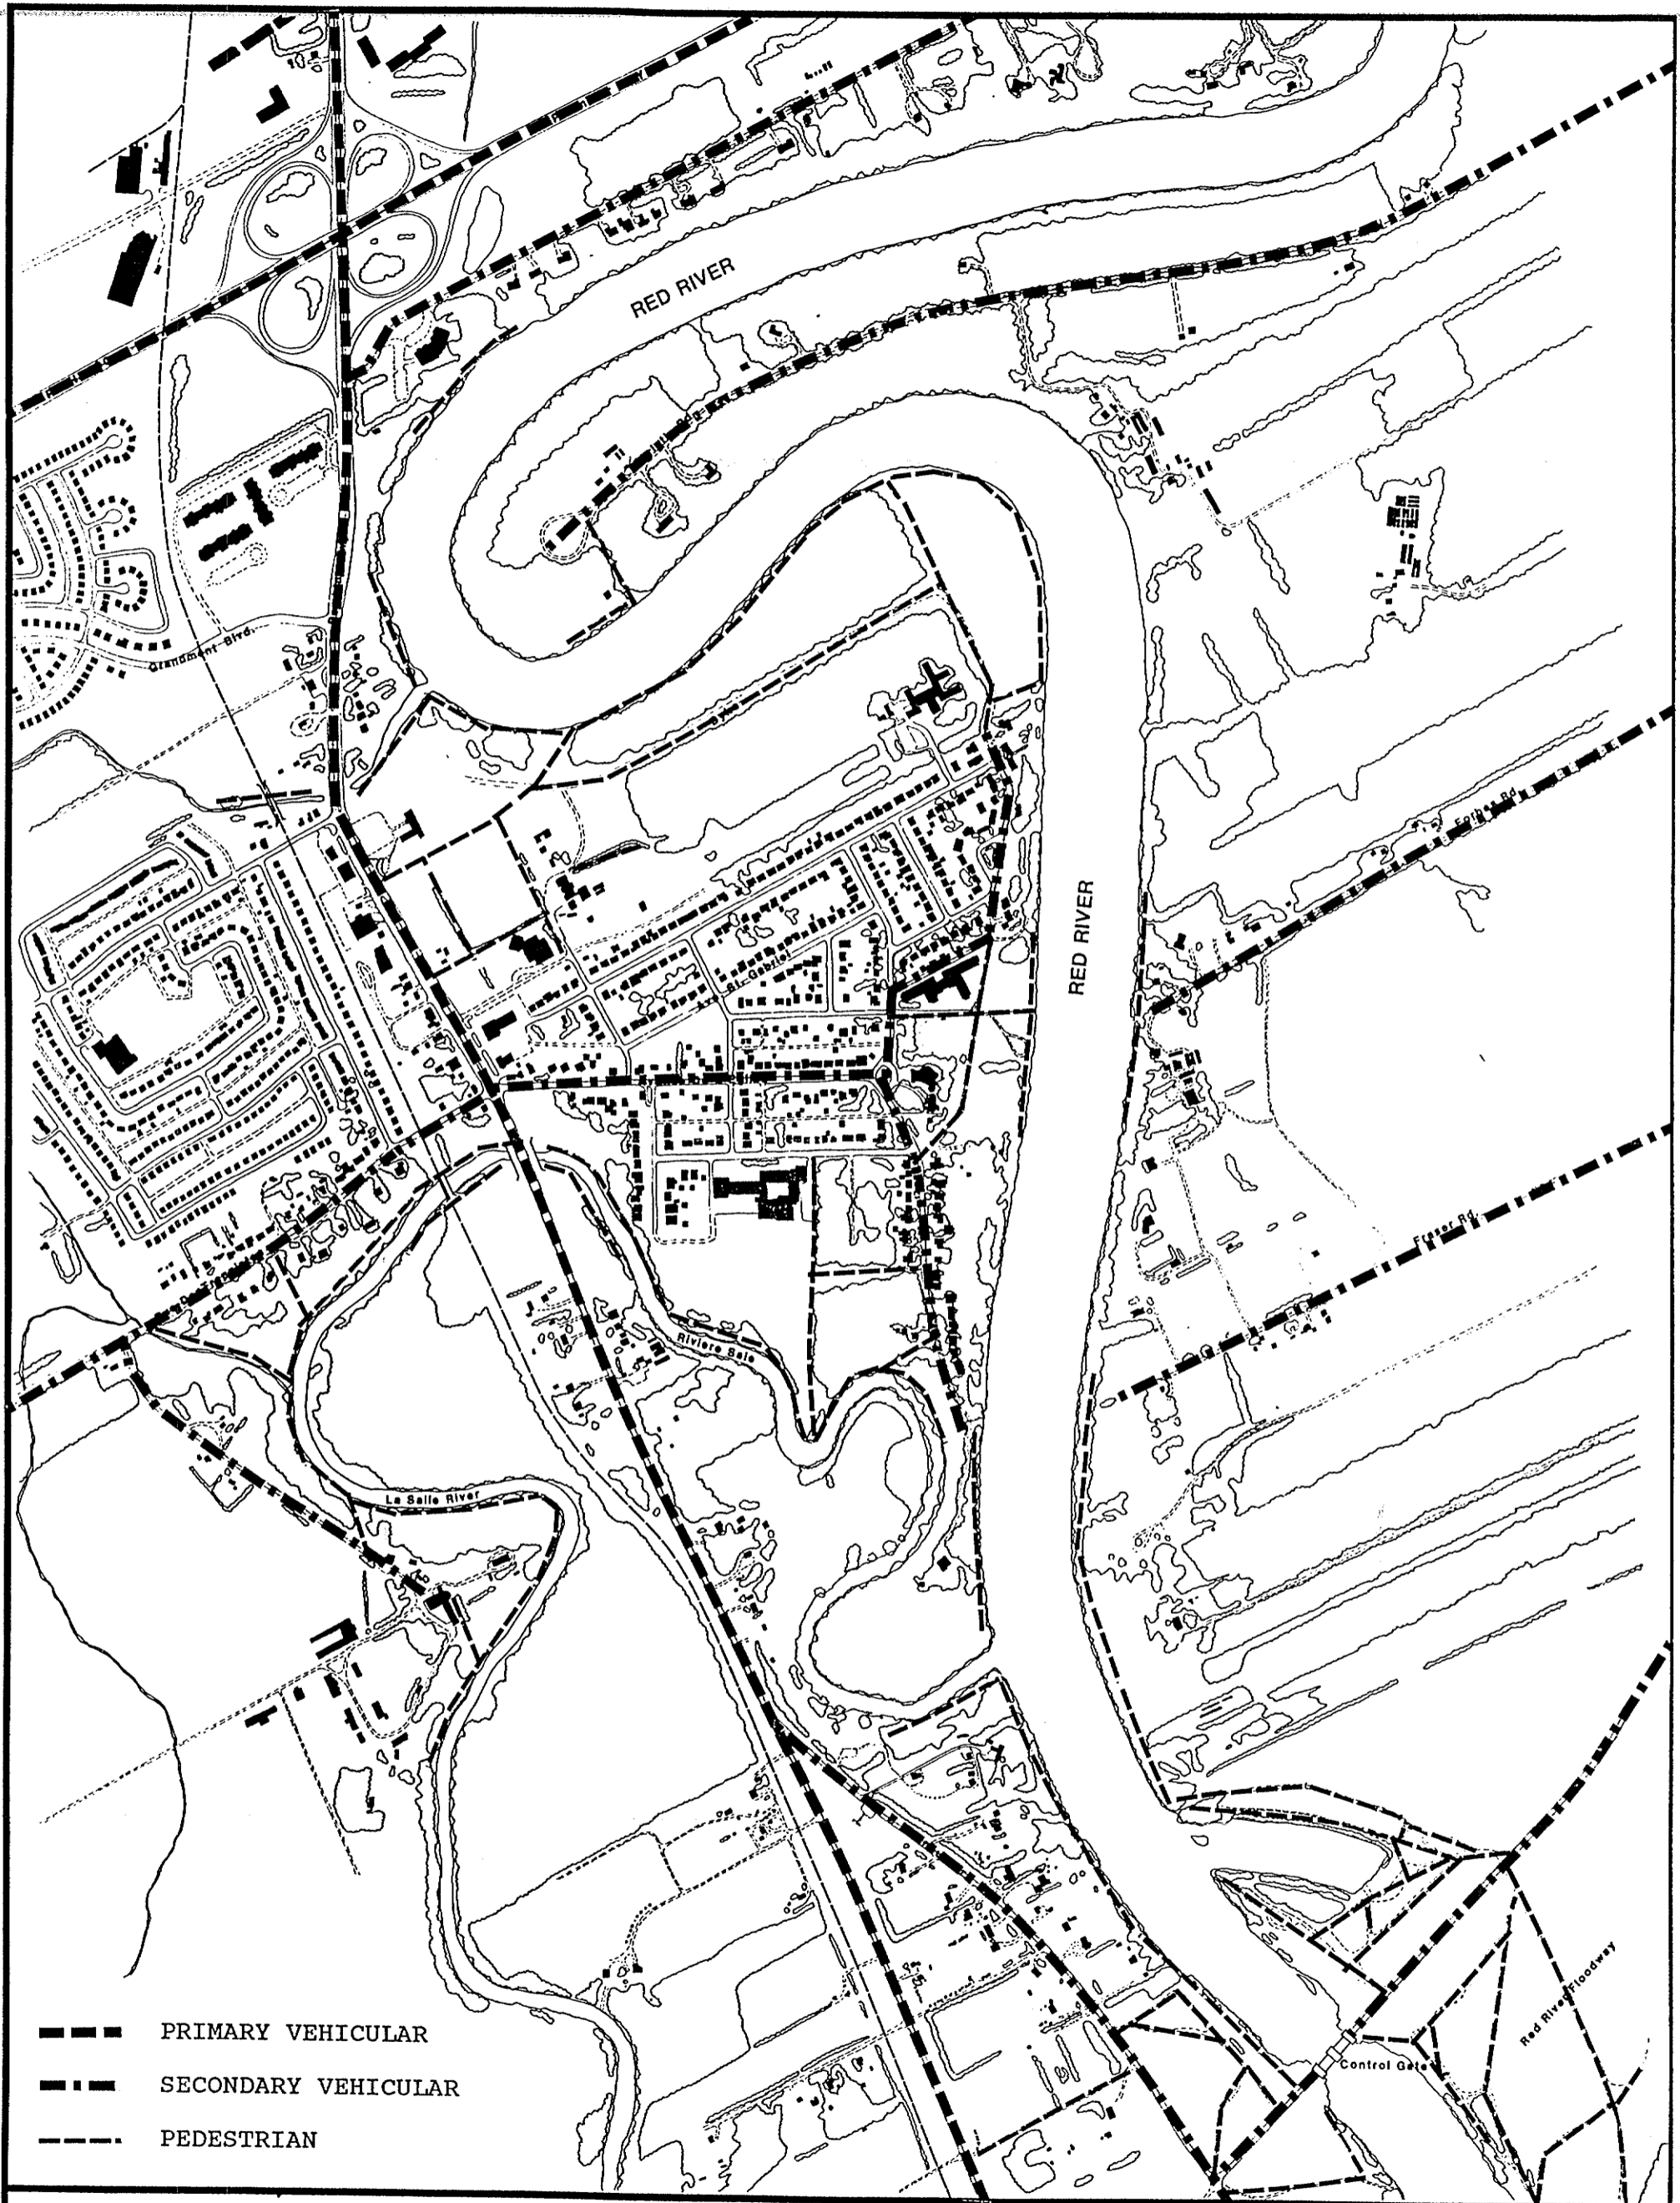 RED RIVER
Grandmont Blvd.
Forbes Rd.
RED RIVER
Ave. St. Gabriel
Fraser Rd.
Riviere Sale
La Salle River
Red River Floodway
Control Gate
PRIMARY VEHICULAR
SECONDARY VEHICULAR
PEDESTRIAN